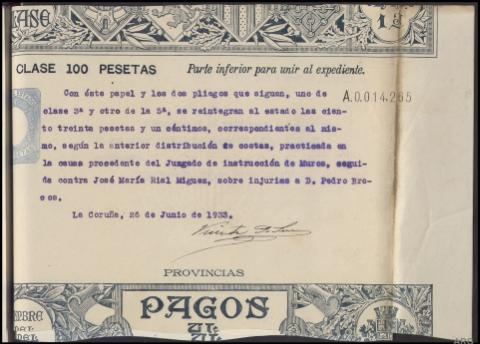 CLASE
CLASE 100 PESETAS
Parte inferior para unir al expediente.
A.0.014.265
Con éste papel y los dos pliegos que siguen, uno de
clase 3ª y otro de la 5ª, se reintegran al estado las cien-
to treinta pesetas y un céntimos, correspondientes al mis-
mo, según la anterior distribución de costas, practicada en
la causa procedente del Juzgado de instrucción de Muros, segui-
da contra José María Rial Miguez, sobre injurias a D. Pedro Bro-
cos.
La Coruña, 26 de Junio de 1933.
PROVINCIAS
PAGOS
AL